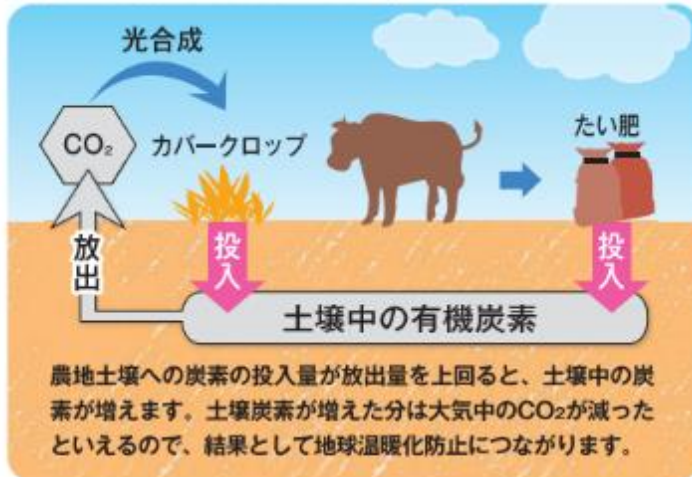 光合成
CO₂
カバークロップ
たい肥
放出
投入
投入
土壌中の有機炭素
農地土壌への炭素の投入量が放出量を上回ると、土壌中の炭
素が増えます。土壌炭素が増えた分は大気中のCO₂が減った
といえるので、結果として地球温暖化防止につながります。